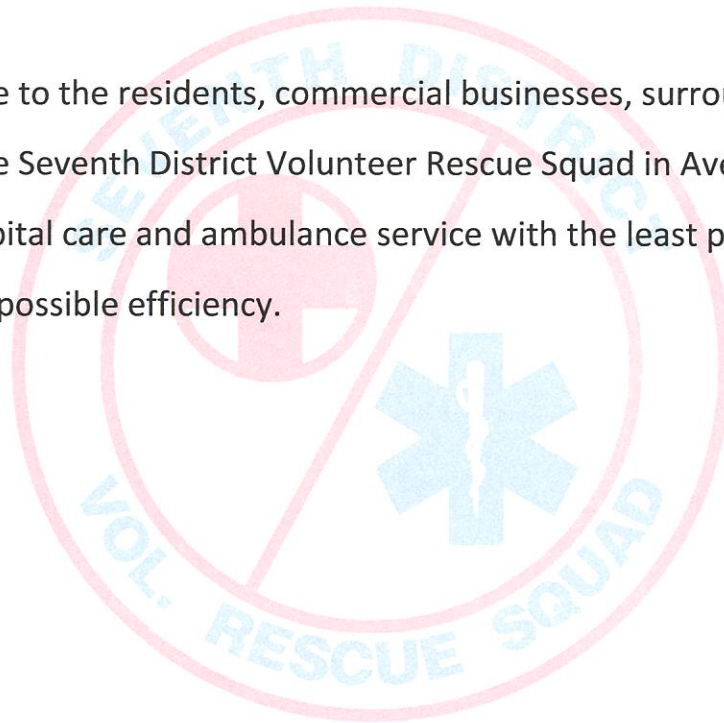 e to the residents, commercial businesses, surrou
e Seventh District Volunteer Rescue Squad in Ave
pital care and ambulance service with the least p
possible efficiency.
SEVENTH DISTRICT
VOL. RESCUE SQUAD